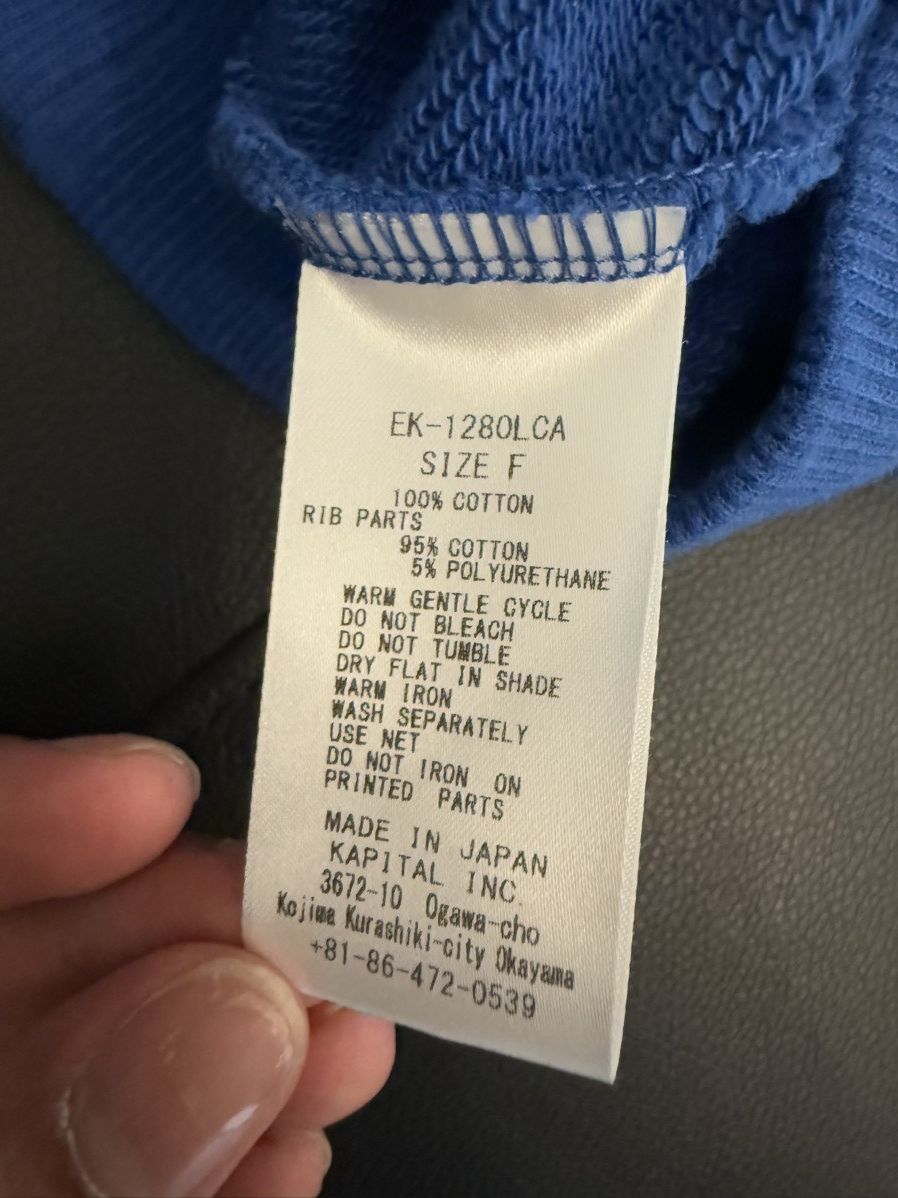 EK-1280LCA
SIZE F
100% COTTON
RIB PARTS
95% COTTON
5% POLYURETHANE
WARM GENTLE CYCLE
DO NOT BLEACH
DO NOT TUMBLE
DRY FLAT IN SHADE
WARM IRON
WASH SEPARATELY
USE NET
DO NOT IRON ON
PRINTED PARTS
MADE IN JAPAN
KAPITAL INC.
3672-10 Ogawa-cho
Kojima Kurashiki-city Okayama
+81-86-472-0539